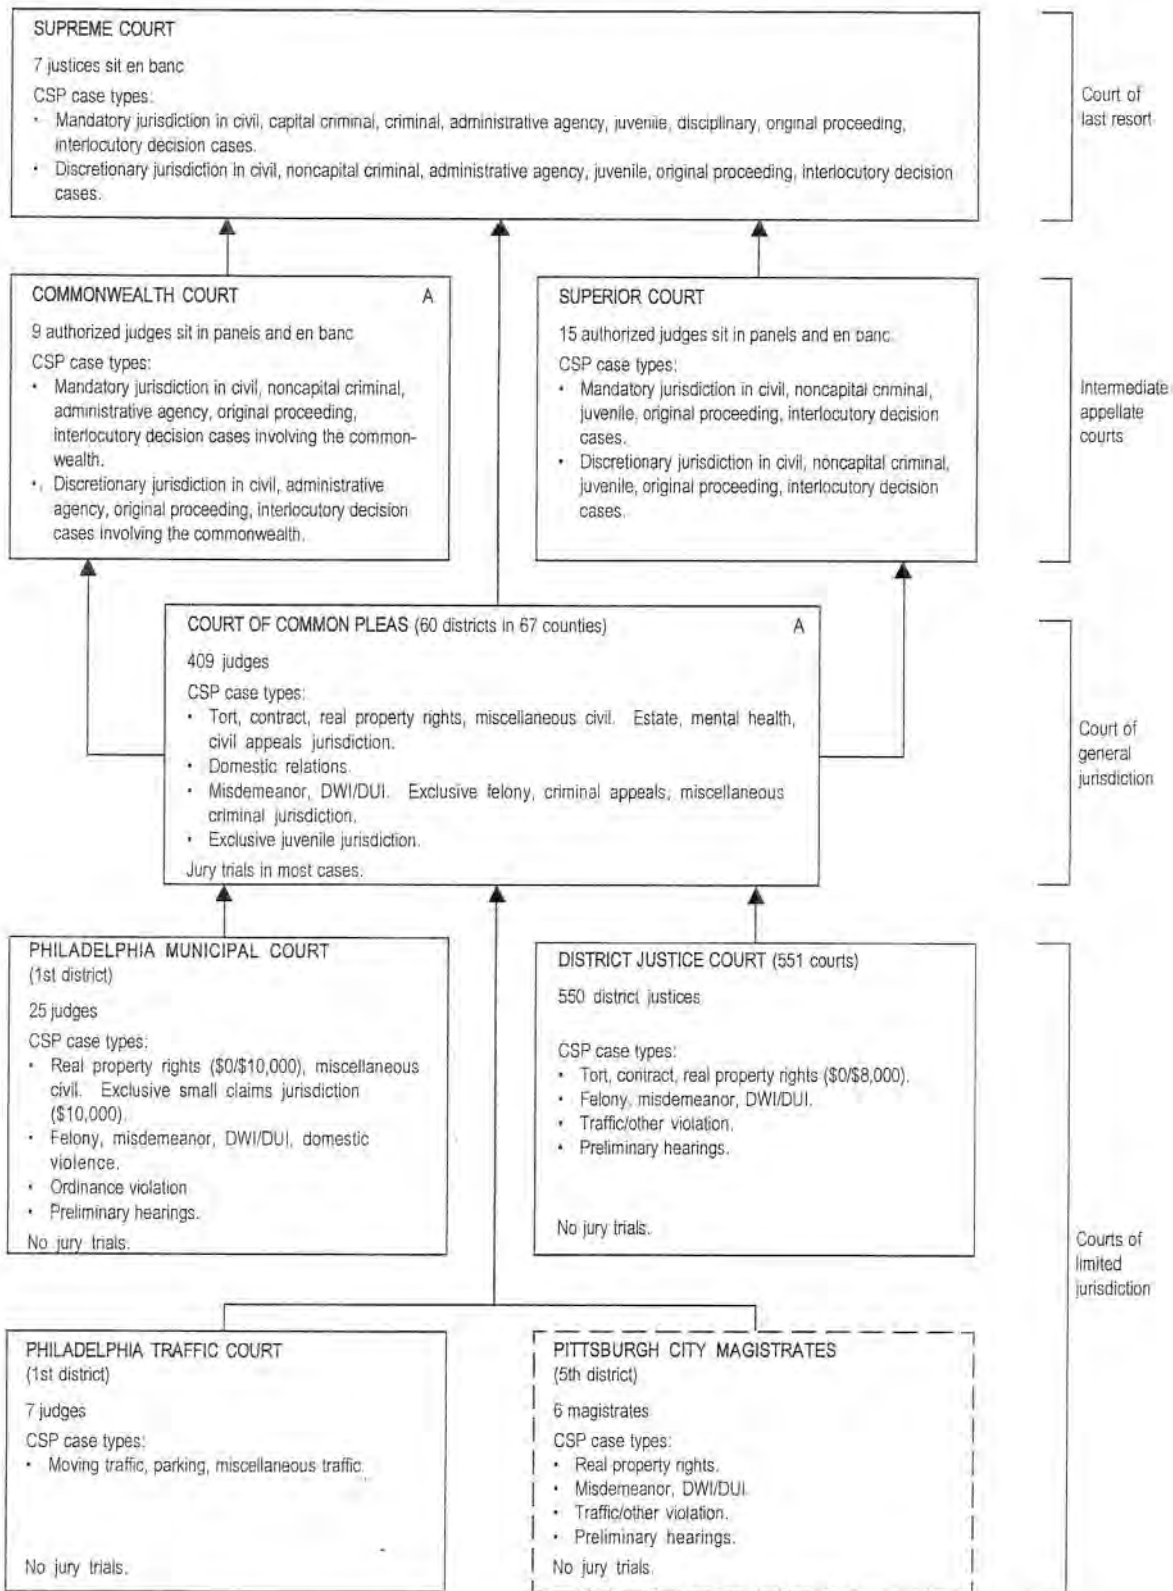 SUPREME COURT
7 justices sit en banc
CSP case types:
• Mandatory jurisdiction in civil, capital criminal, criminal, administrative agency, juvenile, disciplinary, original proceeding,
interlocutory decision cases.
• Discretionary jurisdiction in civil, noncapital criminal, administrative agency, juvenile, original proceeding, interlocutory decision
cases.
Court of
last resort
COMMONWEALTH COURT A
9 authorized judges sit in panels and en banc
CSP case types:
• Mandatory jurisdiction in civil, noncapital criminal,
administrative agency, original proceeding,
interlocutory decision cases involving the common-
wealth.
• Discretionary jurisdiction in civil, administrative
agency, original proceeding, interlocutory decision
cases involving the commonwealth.
SUPERIOR COURT
15 authorized judges sit in panels and en banc
CSP case types:
• Mandatory jurisdiction in civil, noncapital criminal,
juvenile, original proceeding, interlocutory decision
cases.
• Discretionary jurisdiction in civil, noncapital criminal,
juvenile, original proceeding, interlocutory decision
cases.
Intermediate
appellate
courts
COURT OF COMMON PLEAS (60 districts in 67 counties) A
409 judges
CSP case types:
• Tort, contract, real property rights, miscellaneous civil. Estate, mental health,
civil appeals jurisdiction.
• Domestic relations.
• Misdemeanor, DWI/DUI. Exclusive felony, criminal appeals, miscellaneous
criminal jurisdiction.
• Exclusive juvenile jurisdiction.
Jury trials in most cases.
Court of
general
jurisdiction
PHILADELPHIA MUNICIPAL COURT
(1st district)
25 judges
CSP case types:
• Real property rights ($0/$10,000), miscellaneous
civil. Exclusive small claims jurisdiction
($10,000).
• Felony, misdemeanor, DWI/DUI, domestic
violence.
• Ordinance violation
• Preliminary hearings.
No jury trials.
DISTRICT JUSTICE COURT (551 courts)
550 district justices
CSP case types:
• Tort, contract, real property rights ($0/$8,000).
• Felony, misdemeanor, DWI/DUI.
• Traffic/other violation.
• Preliminary hearings.
No jury trials.
Courts of
limited
jurisdiction
PHILADELPHIA TRAFFIC COURT
(1st district)
7 judges
CSP case types:
• Moving traffic, parking, miscellaneous traffic.
No jury trials.
PITTSBURGH CITY MAGISTRATES
(5th district)
6 magistrates
CSP case types:
• Real property rights.
• Misdemeanor, DWI/DUI.
• Traffic/other violation.
• Preliminary hearings.
No jury trials.